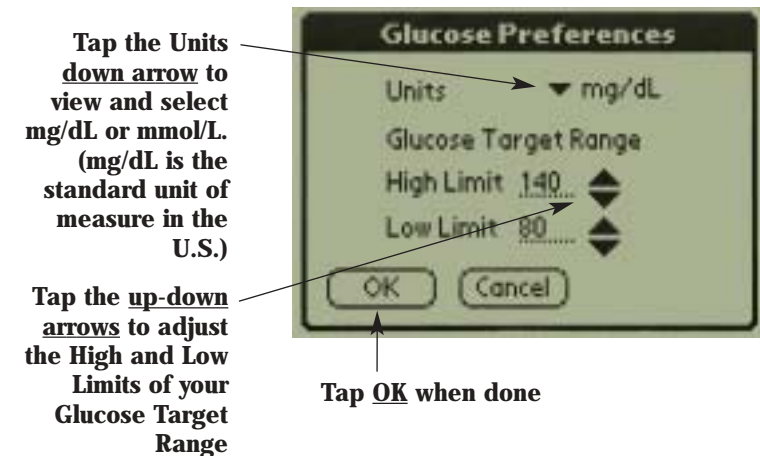 Tap the Units
down arrow to
view and select
mg/dL or mmol/L.
(mg/dL is the
standard unit of
measure in the
U.S.)
Tap the up-down
arrows to adjust
the High and Low
Limits of your
Glucose Target
Range
Glucose Preferences
Units mg/dL
Glucose Target Range
High Limit 140
Low Limit 80
OK Cancel
Tap OK when done